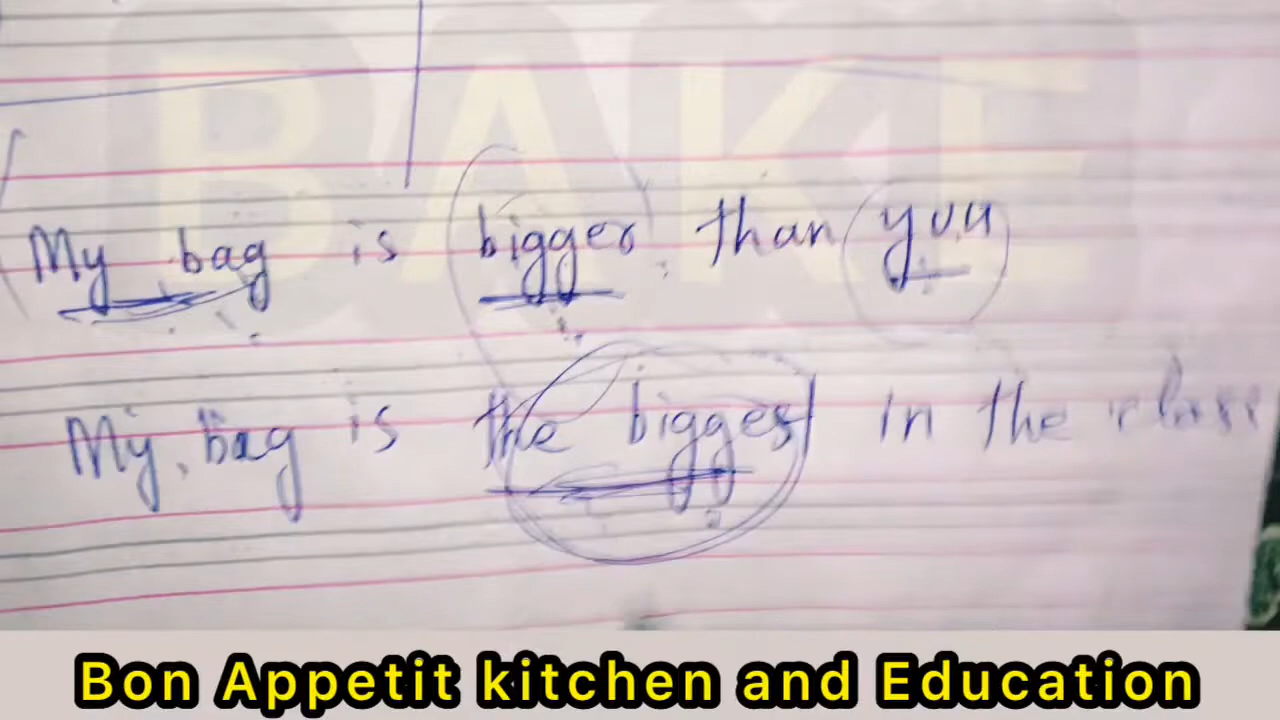 BAKE
My bag is bigger than you
My bag is the biggest in the class
Bon Appetit kitchen and Education